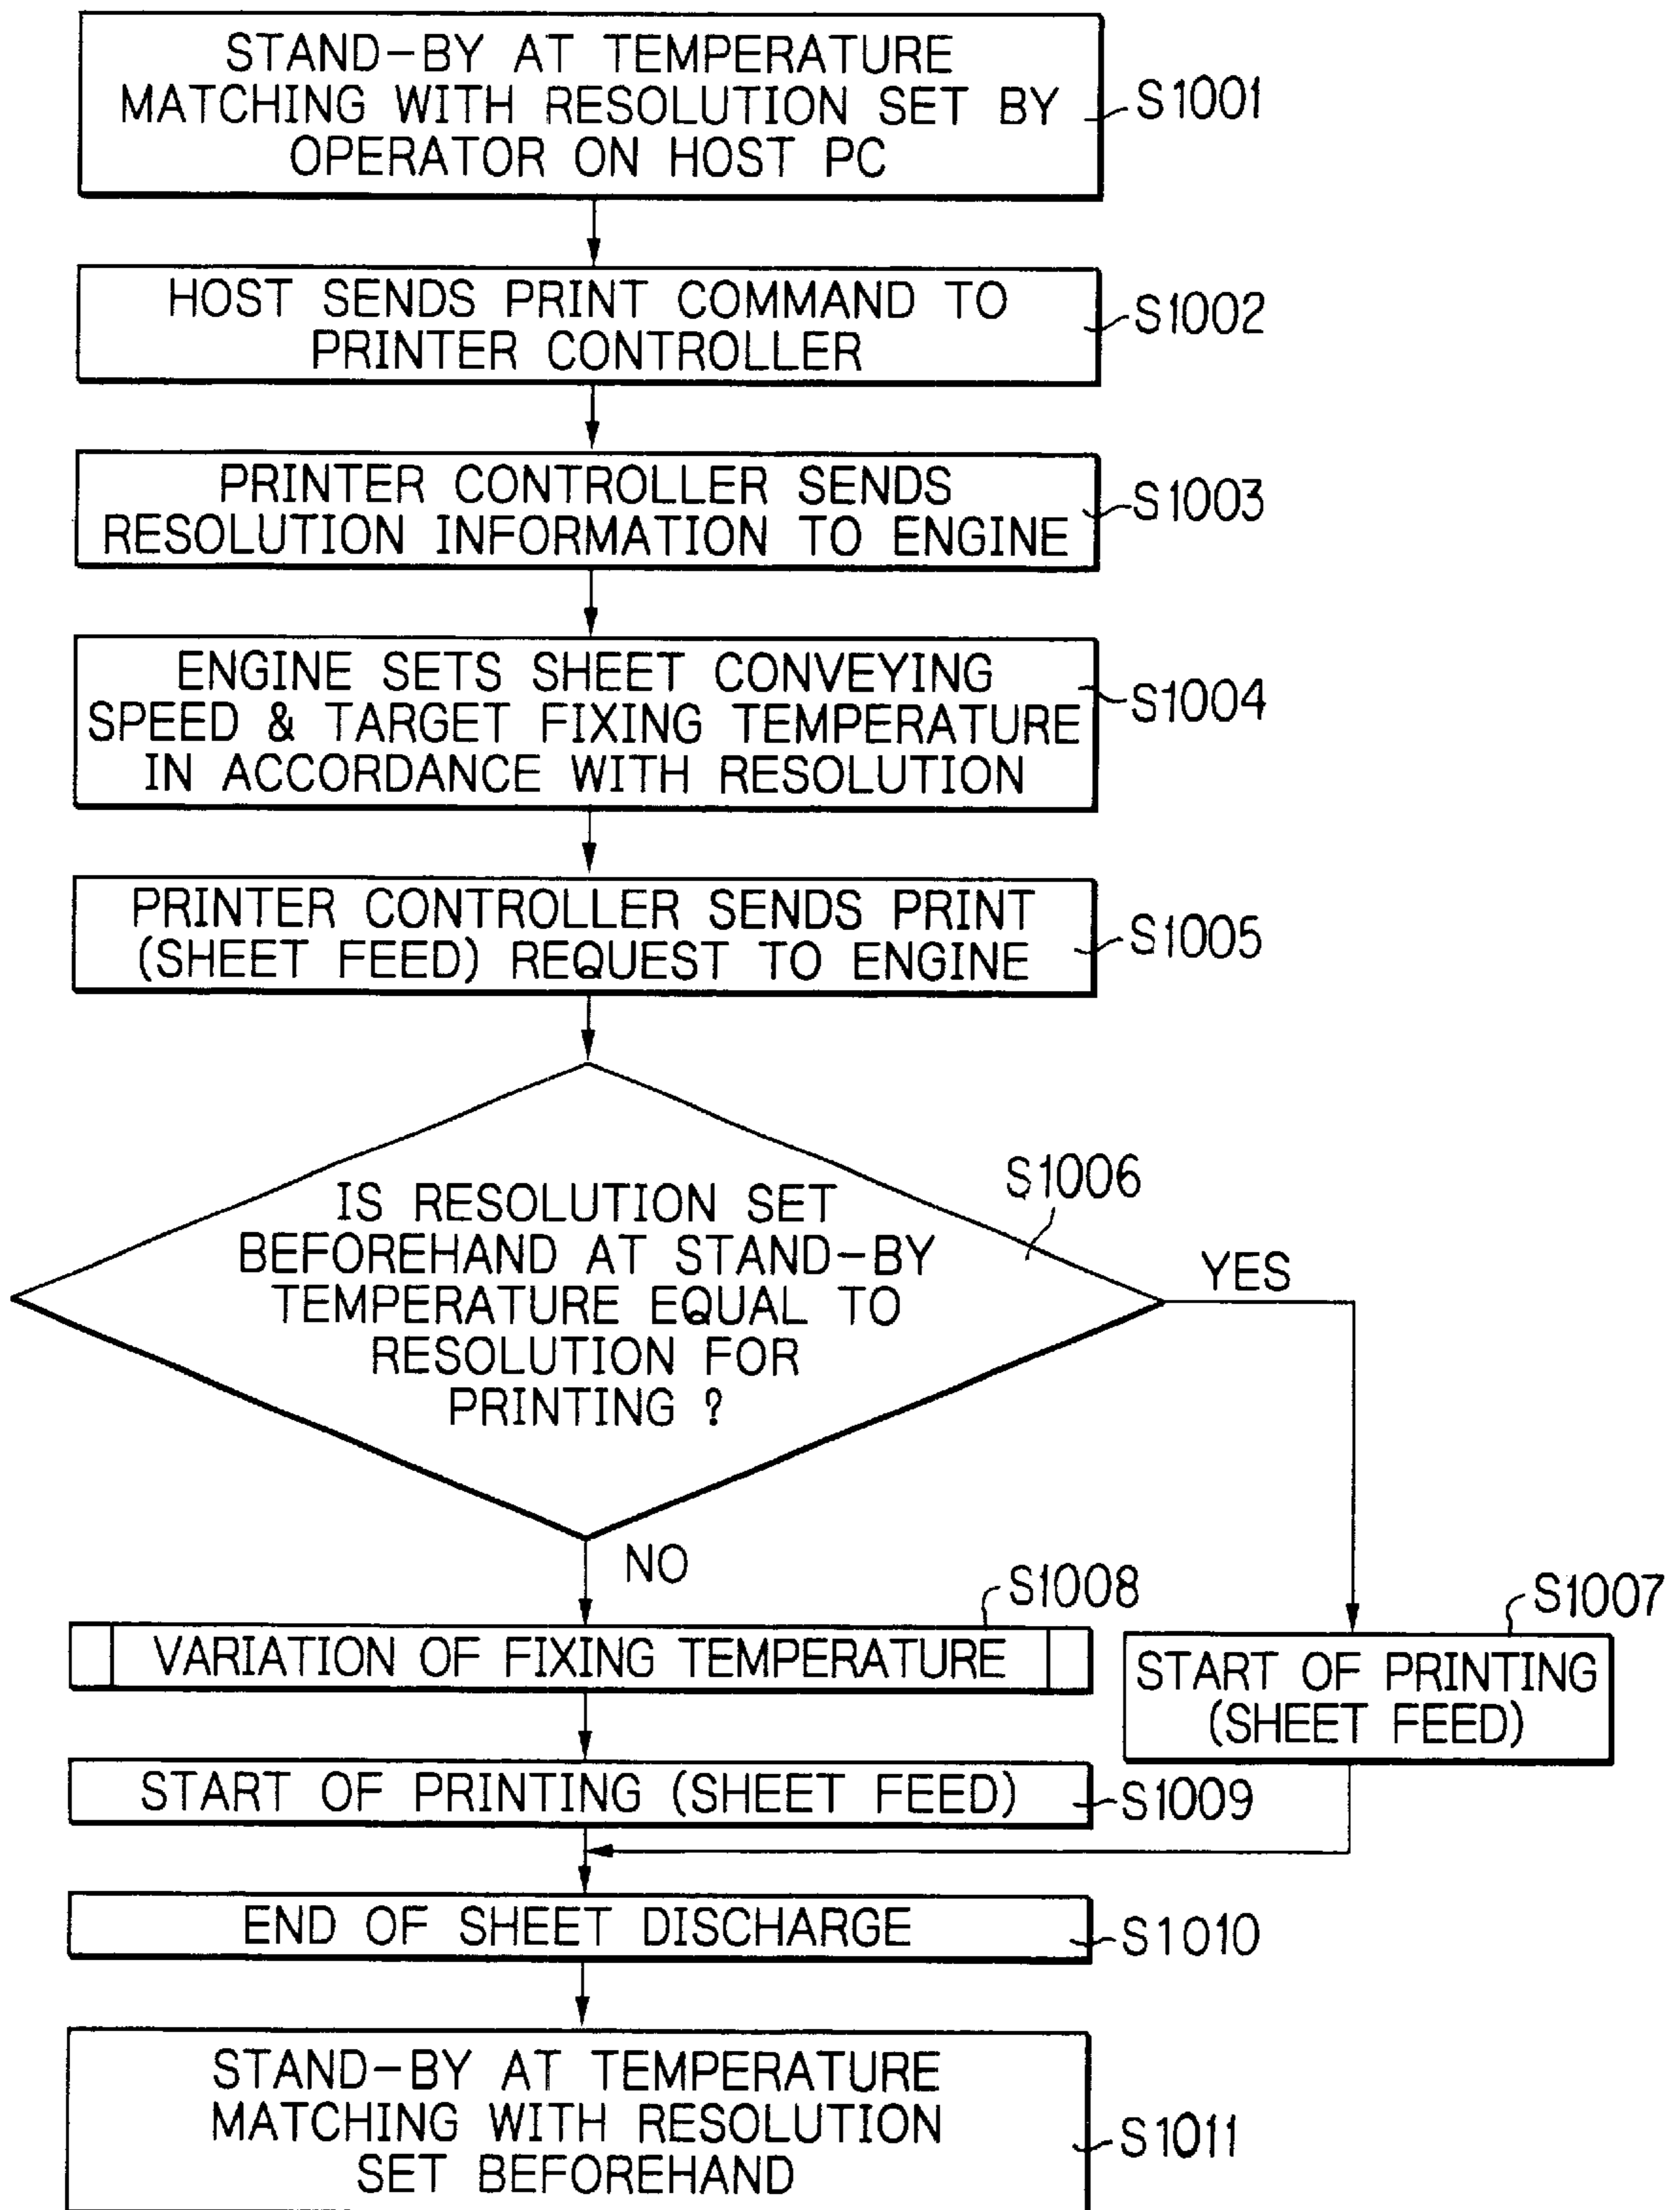 STAND-BY AT TEMPERATURE
MATCHING WITH RESOLUTION SET BY
OPERATOR ON HOST PC
S1001
HOST SENDS PRINT COMMAND TO
PRINTER CONTROLLER
S1002
PRINTER CONTROLLER SENDS
RESOLUTION INFORMATION TO ENGINE
S1003
ENGINE SETS SHEET CONVEYING
SPEED & TARGET FIXING TEMPERATURE
IN ACCORDANCE WITH RESOLUTION
S1004
PRINTER CONTROLLER SENDS PRINT
(SHEET FEED) REQUEST TO ENGINE
S1005
IS RESOLUTION SET
BEFOREHAND AT STAND-BY
TEMPERATURE EQUAL TO
RESOLUTION FOR
PRINTING ?
S1006
YES
NO
S1008
VARIATION OF FIXING TEMPERATURE
S1007
START OF PRINTING
(SHEET FEED)
START OF PRINTING (SHEET FEED)
S1009
END OF SHEET DISCHARGE
S1010
STAND-BY AT TEMPERATURE
MATCHING WITH RESOLUTION
SET BEFOREHAND
S1011